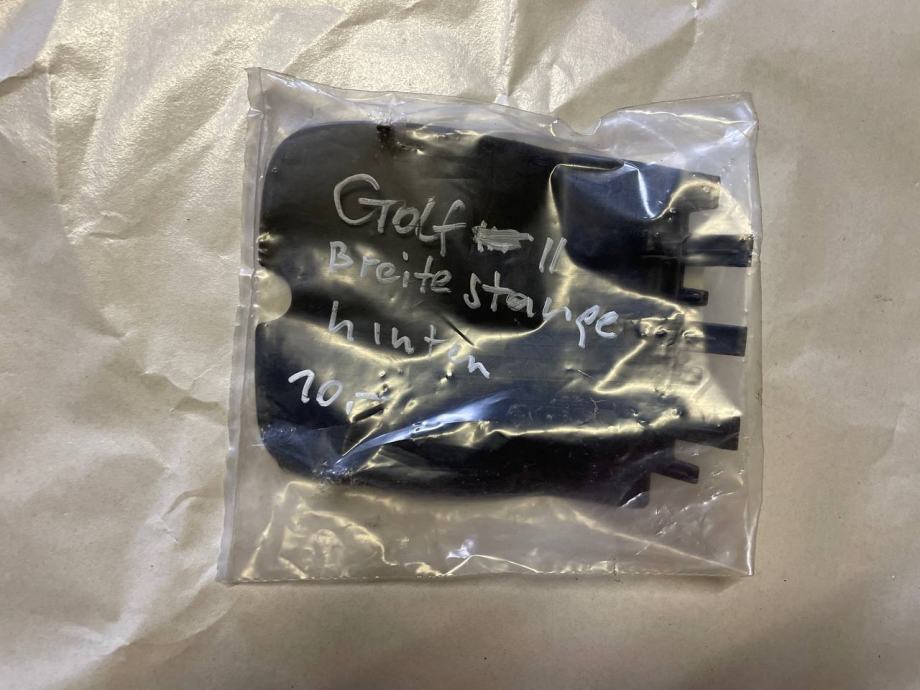 Golf II
Breite Stange
hinten
10,-